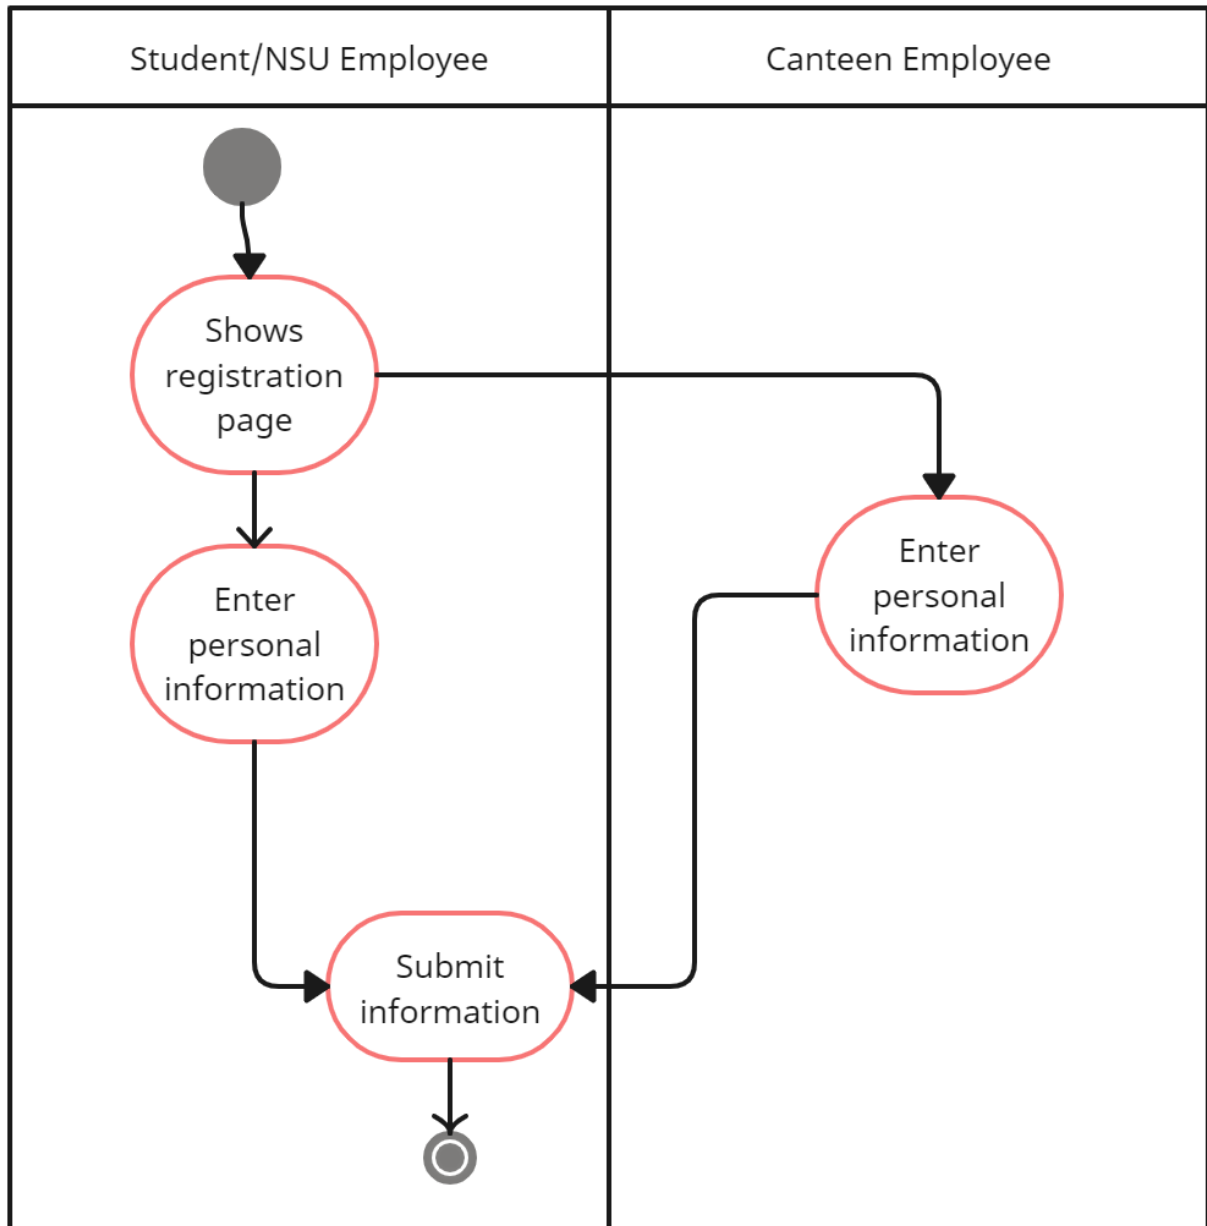 Student/NSU Employee
Canteen Employee
Shows
registration
page
Enter
personal
information
Enter
personal
information
Submit
information